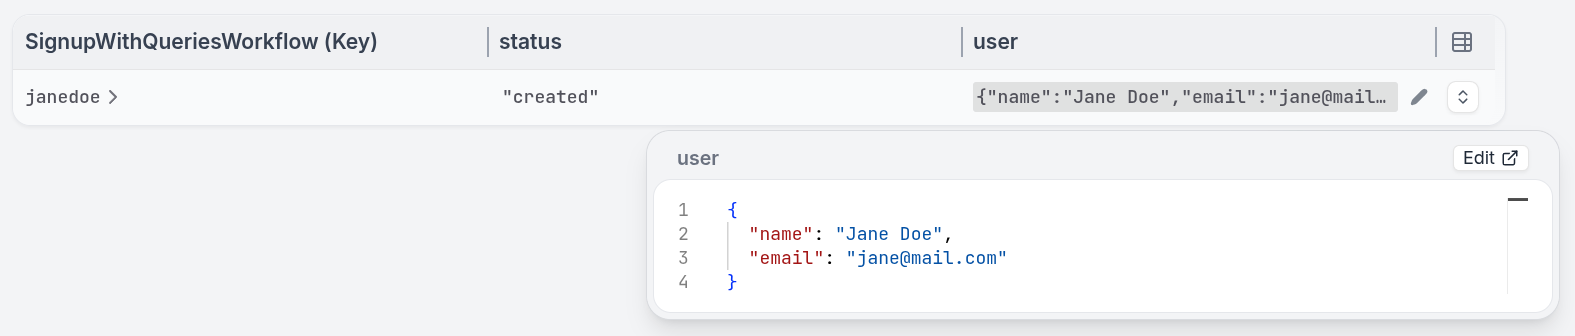 SignupWithQueriesWorkflow (Key) status user
janedoe "created" {"name":"Jane Doe","email":"jane@mail…
user Edit
1 {
2 "name": "Jane Doe",
3 "email": "jane@mail.com"
4 }